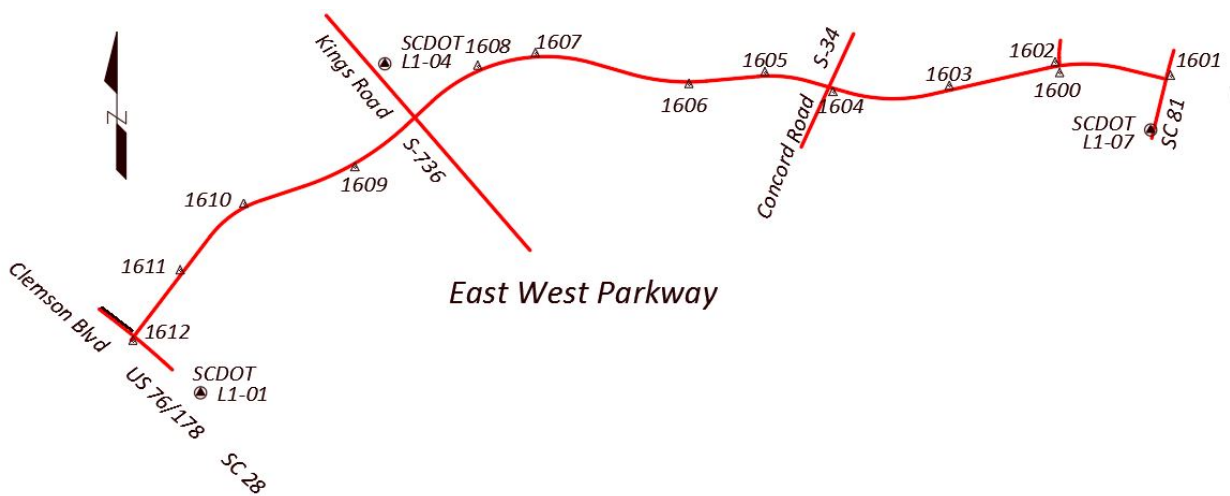 S-34
SCDOT
L1-04
1608
1607
1605
1602
1601
Kings Road
1603
1600
1606
1604
SCDOT
L1-07
SC 81
S-736
Concord Road
1609
1610
1611
East West Parkway
Clemson Blvd
1612
SCDOT
L1-01
US 76/178
SC 28
N